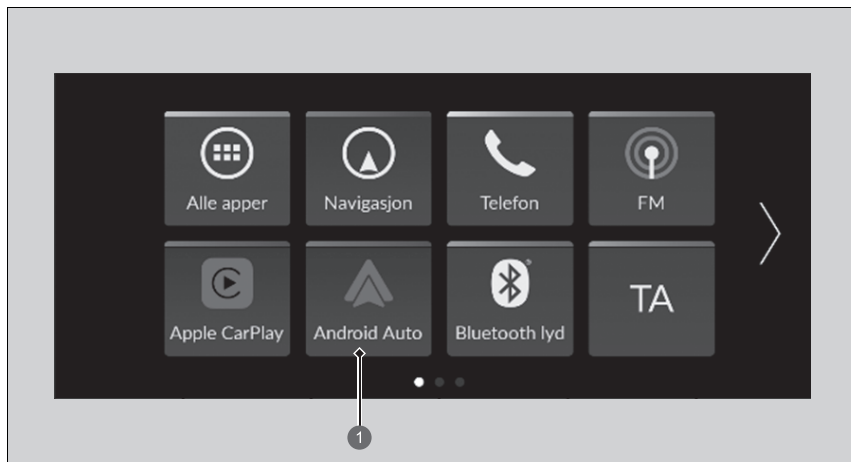 Alle apper
Navigasjon
Telefon
FM
Apple CarPlay
Android Auto
Bluetooth lyd
TA
1